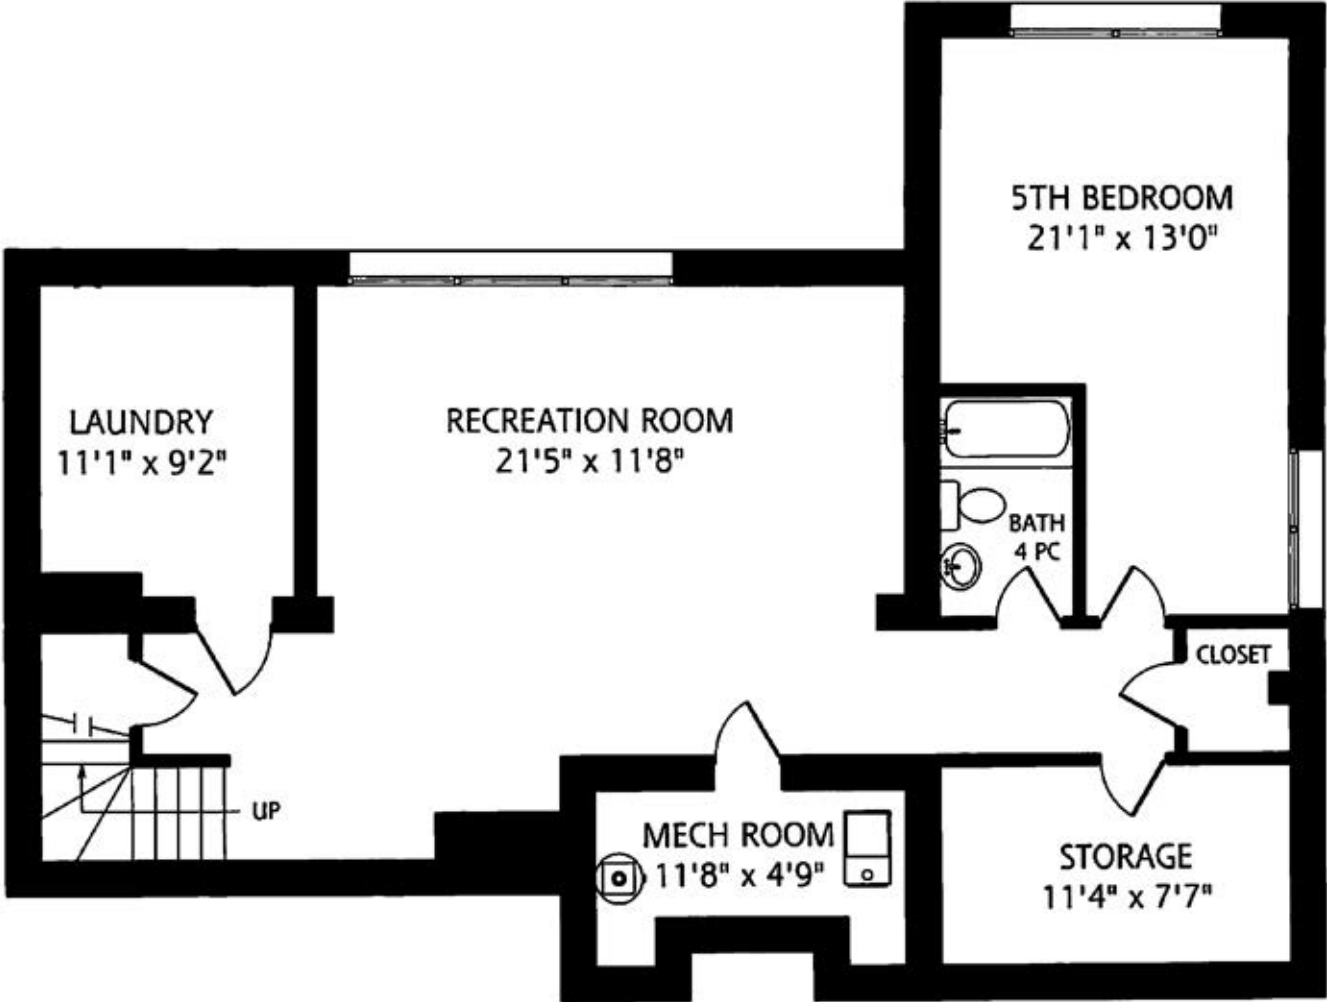 5TH BEDROOM
21'1" x 13'0"
LAUNDRY
11'1" x 9'2"
RECREATION ROOM
21'5" x 11'8"
BATH
4 PC
CLOSET
UP
MECH ROOM
11'8" x 4'9"
STORAGE
11'4" x 7'7"